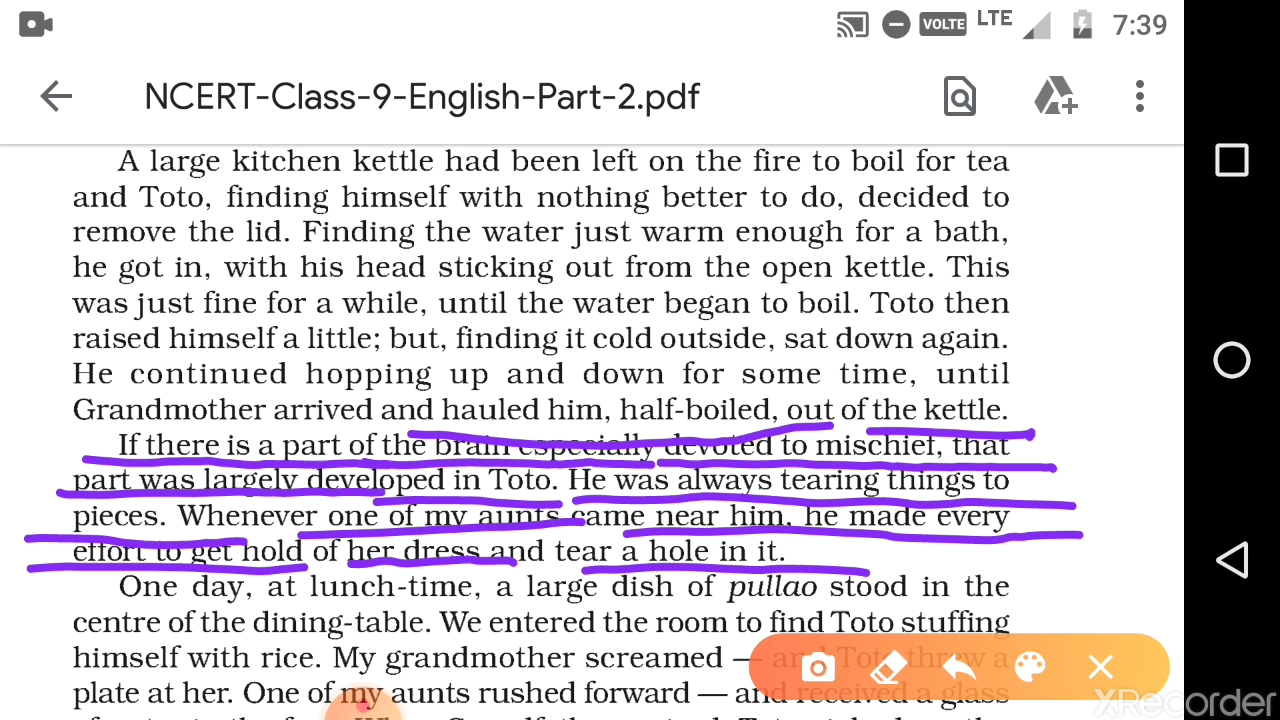 VOLTE LTE 7:39
NCERT-Class-9-English-Part-2.pdf
A large kitchen kettle had been left on the fire to boil for tea
and Toto, finding himself with nothing better to do, decided to
remove the lid. Finding the water just warm enough for a bath,
he got in, with his head sticking out from the open kettle. This
was just fine for a while, until the water began to boil. Toto then
raised himself a little; but, finding it cold outside, sat down again.
He continued hopping up and down for some time, until
Grandmother arrived and hauled him, half-boiled, out of the kettle.
If there is a part of the brain especially devoted to mischief, that
part was largely developed in Toto. He was always tearing things to
pieces. Whenever one of my aunts came near him, he made every
effort to get hold of her dress and tear a hole in it.
One day, at lunch-time, a large dish of pullao stood in the
centre of the dining-table. We entered the room to find Toto stuffing
himself with rice. My grandmother screamed — and Toto threw a
plate at her. One of my aunts rushed forward — and received a glass
XRecorder